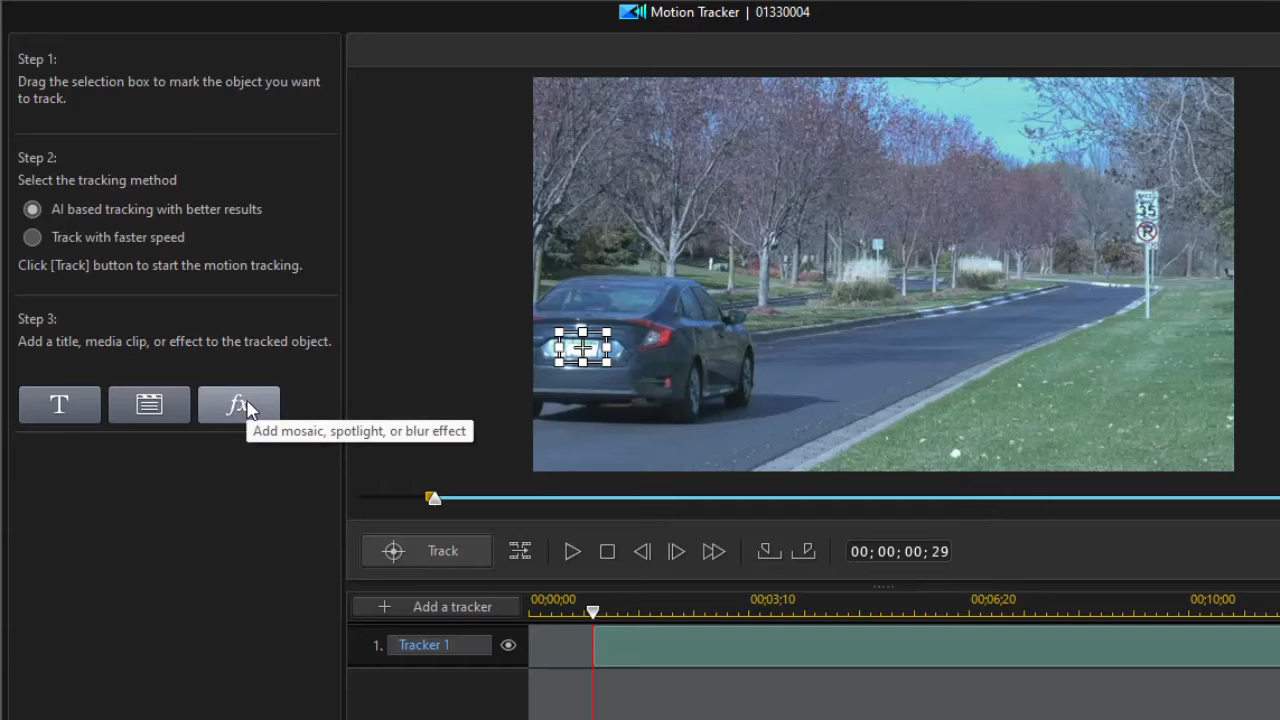 Motion Tracker | 01330004
Step 1:
Drag the selection box to mark the object you want
to track.
Step 2:
Select the tracking method
AI based tracking with better results
Track with faster speed
Click [Track] button to start the motion tracking.
Step 3:
Add a title, media clip, or effect to the tracked object.
T
fx
Add mosaic, spotlight, or blur effect
SPEED
35
P
Track
00;00;00;29
Add a tracker
00;00;00
00;03;10
00;06;20
00;10;00
1.
Tracker 1